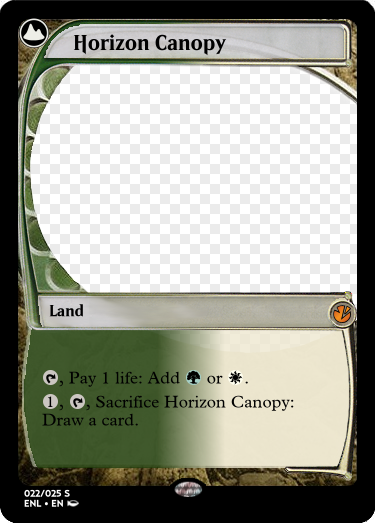 Horizon Canopy
Land
, Pay 1 life: Add or .
1, , Sacrifice Horizon Canopy:
Draw a card.
022/025 S
ENL • EN